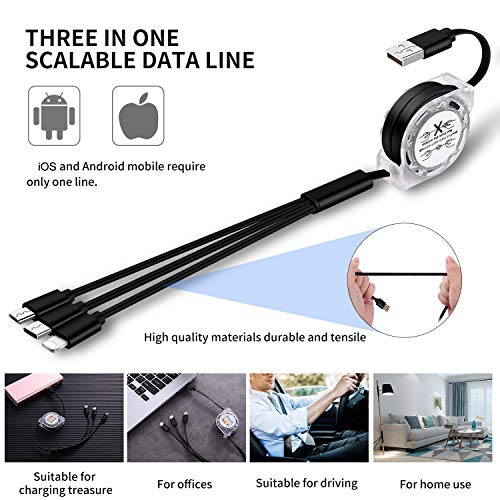 THREE IN ONE
SCALABLE DATA LINE
iOS and Android mobile require
only one line.
X
High quality materials durable and tensile
Suitable for
charging treasure
For offices
Suitable for driving
For home use